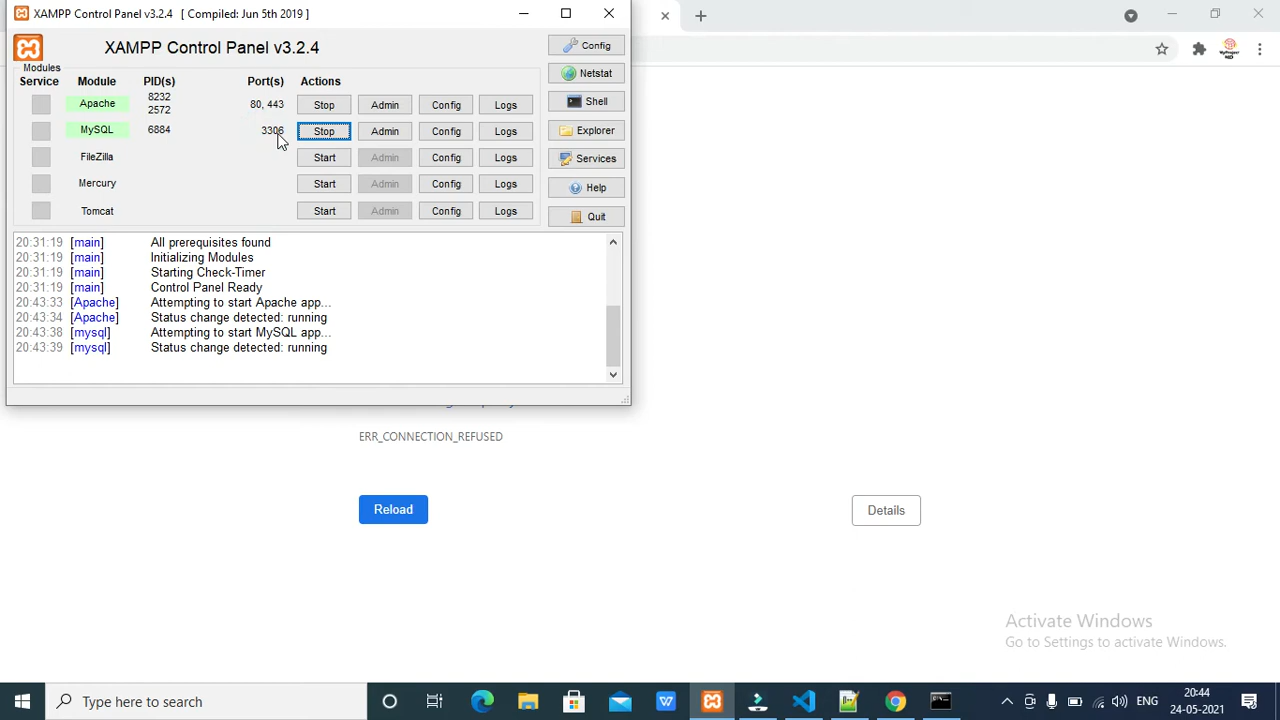 XAMPP Control Panel v3.2.4 [ Compiled: Jun 5th 2019 ]
XAMPP Control Panel v3.2.4
Config
Modules
Service Module PID(s) Port(s) Actions
Netstat
Apache 8232 2572 80, 443 Stop Admin Config Logs
Shell
MySQL 6884 3306 Stop Admin Config Logs
Explorer
FileZilla Start Admin Config Logs
Services
Mercury Start Admin Config Logs
Help
Tomcat Start Admin Config Logs
Quit
20:31:19 [main] All prerequisites found
20:31:19 [main] Initializing Modules
20:31:19 [main] Starting Check-Timer
20:31:19 [main] Control Panel Ready
20:43:33 [Apache] Attempting to start Apache app...
20:43:34 [Apache] Status change detected: running
20:43:38 [mysql] Attempting to start MySQL app...
20:43:39 [mysql] Status change detected: running
ERR_CONNECTION_REFUSED
Reload
Details
Activate Windows
Go to Settings to activate Windows.
Type here to search
ENG
20:44
24-05-2021